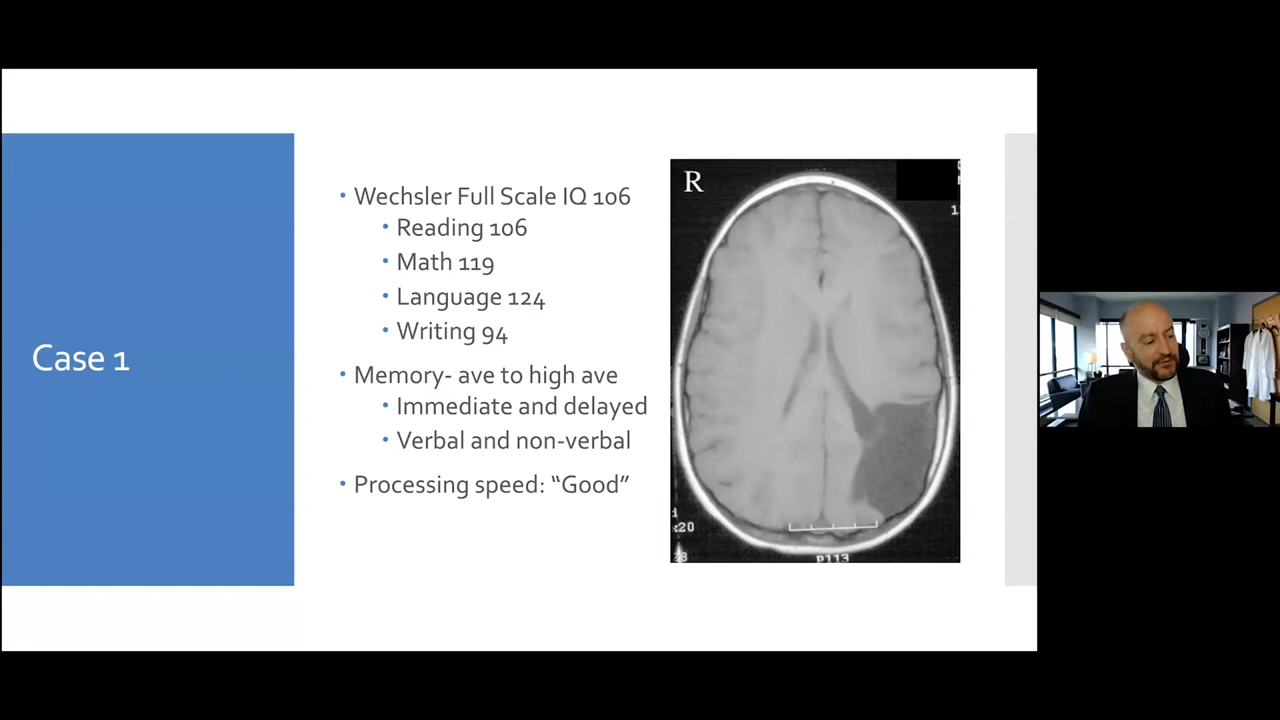 Case 1
• Wechsler Full Scale IQ 106
• Reading 106
• Math 119
• Language 124
• Writing 94
• Memory- ave to high ave
• Immediate and delayed
• Verbal and non-verbal
• Processing speed: “Good”
R